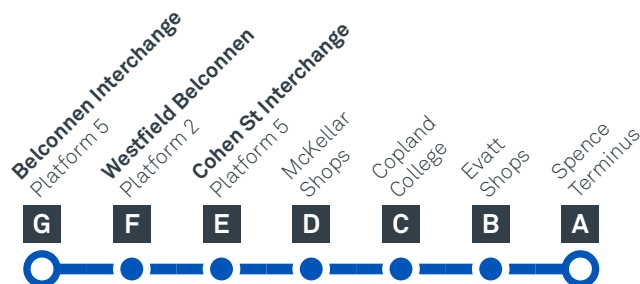 Belconnen Interchange
Platform 5
Westfield Belconnen
Platform 2
Cohen St Interchange
Platform 5
McKellar
Shops
Copland
College
Evatt
Shops
Spence
Terminus
G
F
E
D
C
B
A